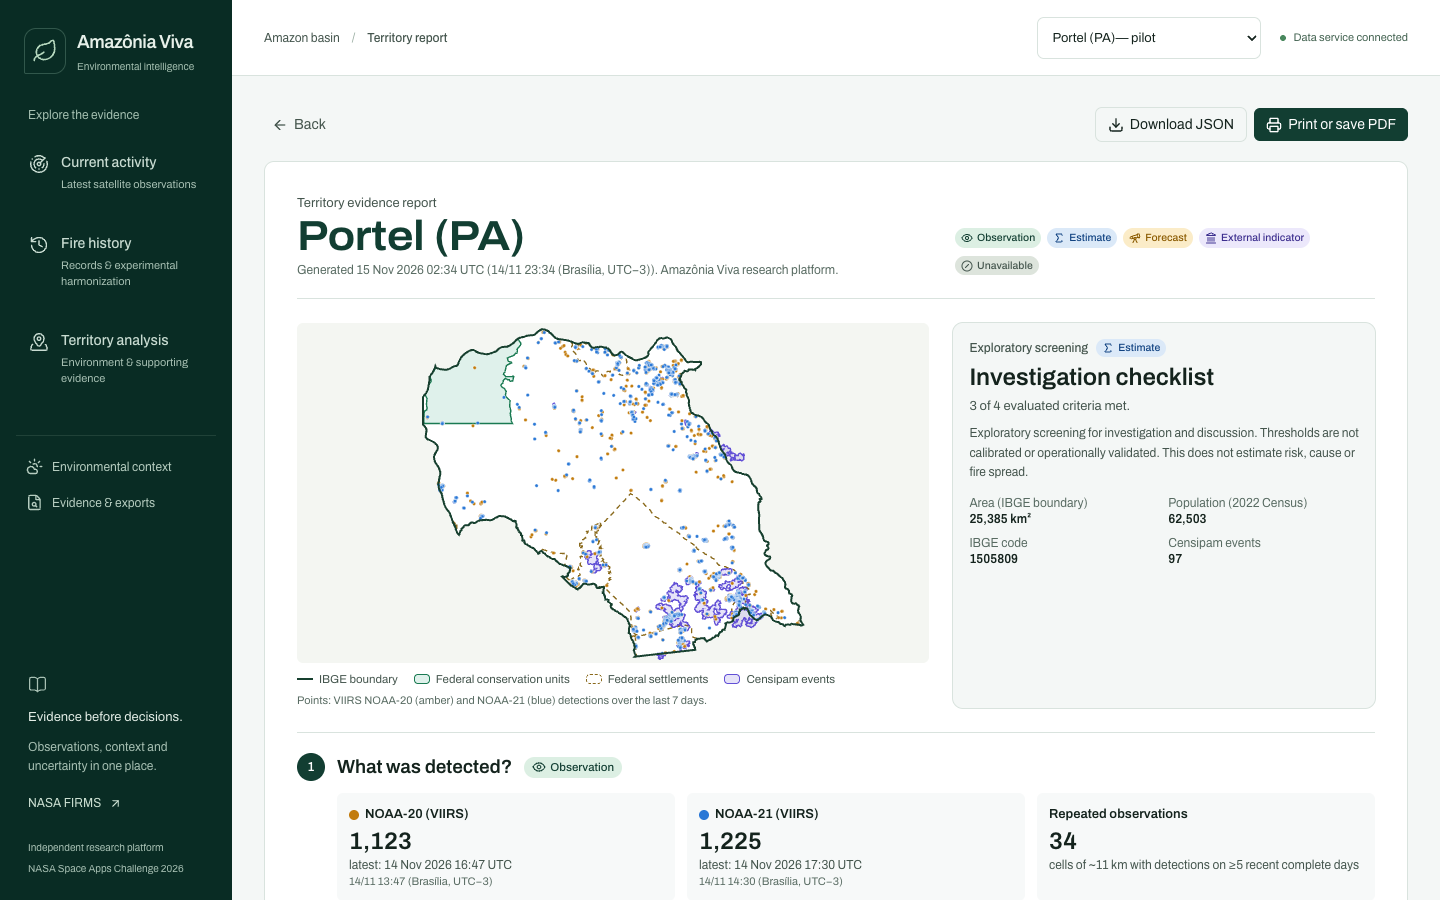 Amazônia Viva
Environmental intelligence
Explore the evidence
Current activity
Latest satellite observations
Fire history
Records & experimental
harmonization
Territory analysis
Environment & supporting
evidence
Environmental context
Evidence & exports
Evidence before decisions.
Observations, context and
uncertainty in one place.
NASA FIRMS
Independent research platform
NASA Space Apps Challenge 2026
Amazon basin / Territory report
Portel (PA)— pilot
Data service connected
Back
Download JSON
Print or save PDF
Territory evidence report
Portel (PA)
Generated 15 Nov 2026 02:34 UTC (14/11 23:34 (Brasília, UTC−3)). Amazônia Viva research platform.
Observation Estimate Forecast External indicator
Unavailable
IBGE boundary Federal conservation units Federal settlements Censipam events
Points: VIIRS NOAA-20 (amber) and NOAA-21 (blue) detections over the last 7 days.
Exploratory screening Estimate
Investigation checklist
3 of 4 evaluated criteria met.
Exploratory screening for investigation and discussion. Thresholds are not
calibrated or operationally validated. This does not estimate risk, cause or
fire spread.
Area (IBGE boundary) Population (2022 Census)
25,385 km² 62,503
IBGE code Censipam events
1505809 97
1 What was detected? Observation
NOAA-20 (VIIRS)
1,123
latest: 14 Nov 2026 16:47 UTC
14/11 13:47 (Brasília, UTC−3)
NOAA-21 (VIIRS)
1,225
latest: 14 Nov 2026 17:30 UTC
14/11 14:30 (Brasília, UTC−3)
Repeated observations
34
cells of ~11 km with detections on ≥5 recent complete days